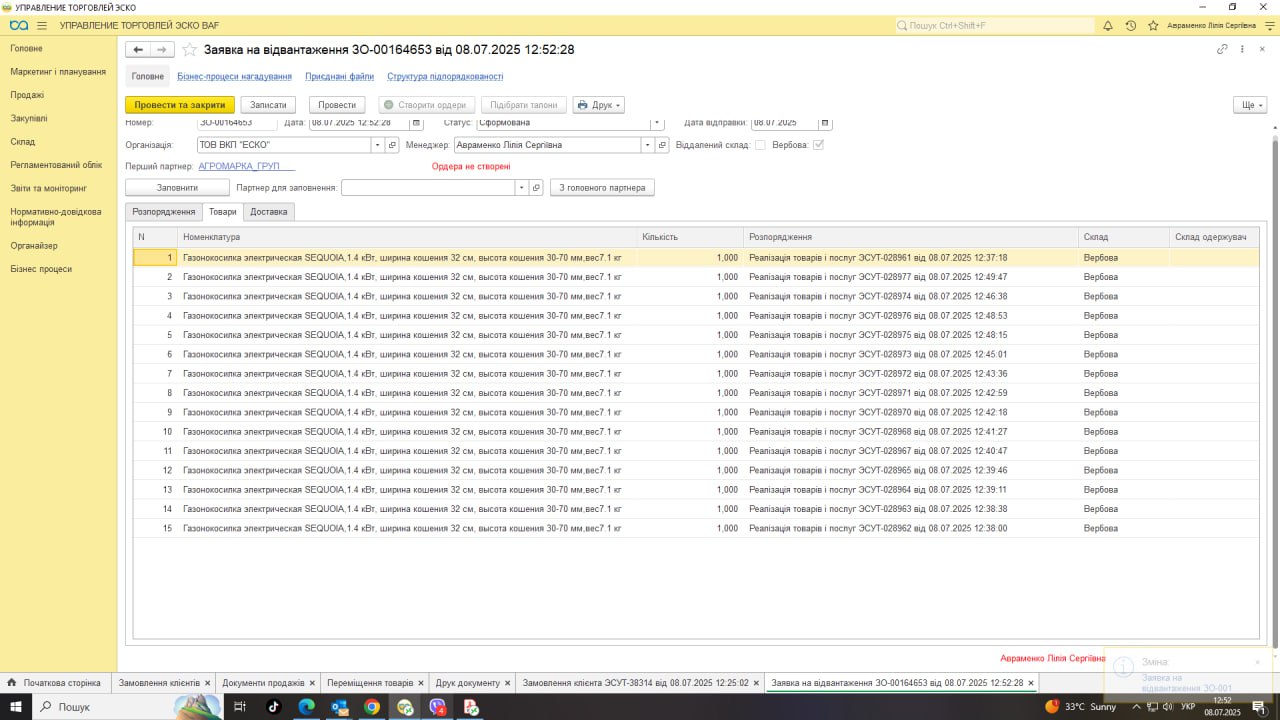 УПРАВЛЕНИЕ ТОРГОВЛЕЙ ЭСКО
УПРАВЛЕНИЕ ТОРГОВЛЕЙ ЭСКО BAF
Пошук Ctrl+Shift+F
Авраменко Лілія Сергіївна
Головне
Маркетинг і планування
Продажі
Закупівлі
Склад
Регламентований облік
Звіти та моніторинг
Нормативно-довідкова
інформація
Органайзер
Бізнес процеси
Заявка на відвантаження ЗО-00164653 від 08.07.2025 12:52:28
Головне Бізнес-процеси нагадування Приєднані файли Структура підпорядкованості
Провести та закрити Записати Провести Створити ордери Підібрати талони Друк Ще
Номер: ЗО-00164653 Дата: 08.07.2025 12:52:28 Статус: Сформована Дата відправки: 08.07.2025
Організація: ТОВ ВКП "ЕСКО" Менеджер: Авраменко Лілія Сергіївна Віддалений склад: Вербова:
Перший партнер: АГРОМАРКА_ГРУП Ордера не створені
Заповнити Партнер для заповнення: З головного партнера
Розпорядження Товари Доставка
N Номенклатура Кількість Розпорядження Склад Склад одержувач
1 Газонокосилка электрическая SEQUOIA,1.4 кВт, ширина кошения 32 см, высота кошения 30-70 мм,вес7.1 кг 1,000 Реалізація товарів і послуг ЭСУТ-028961 від 08.07.2025 12:37:18 Вербова
2 Газонокосилка электрическая SEQUOIA,1.4 кВт, ширина кошения 32 см, высота кошения 30-70 мм,вес7.1 кг 1,000 Реалізація товарів і послуг ЭСУТ-028977 від 08.07.2025 12:49:47 Вербова
3 Газонокосилка электрическая SEQUOIA,1.4 кВт, ширина кошения 32 см, высота кошения 30-70 мм,вес7.1 кг 1,000 Реалізація товарів і послуг ЭСУТ-028974 від 08.07.2025 12:46:38 Вербова
4 Газонокосилка электрическая SEQUOIA,1.4 кВт, ширина кошения 32 см, высота кошения 30-70 мм,вес7.1 кг 1,000 Реалізація товарів і послуг ЭСУТ-028976 від 08.07.2025 12:48:53 Вербова
5 Газонокосилка электрическая SEQUOIA,1.4 кВт, ширина кошения 32 см, высота кошения 30-70 мм,вес7.1 кг 1,000 Реалізація товарів і послуг ЭСУТ-028975 від 08.07.2025 12:48:15 Вербова
6 Газонокосилка электрическая SEQUOIA,1.4 кВт, ширина кошения 32 см, высота кошения 30-70 мм,вес7.1 кг 1,000 Реалізація товарів і послуг ЭСУТ-028973 від 08.07.2025 12:45:01 Вербова
7 Газонокосилка электрическая SEQUOIA,1.4 кВт, ширина кошения 32 см, высота кошения 30-70 мм,вес7.1 кг 1,000 Реалізація товарів і послуг ЭСУТ-028972 від 08.07.2025 12:43:36 Вербова
8 Газонокосилка электрическая SEQUOIA,1.4 кВт, ширина кошения 32 см, высота кошения 30-70 мм,вес7.1 кг 1,000 Реалізація товарів і послуг ЭСУТ-028971 від 08.07.2025 12:42:59 Вербова
9 Газонокосилка электрическая SEQUOIA,1.4 кВт, ширина кошения 32 см, высота кошения 30-70 мм,вес7.1 кг 1,000 Реалізація товарів і послуг ЭСУТ-028970 від 08.07.2025 12:42:18 Вербова
10 Газонокосилка электрическая SEQUOIA,1.4 кВт, ширина кошения 32 см, высота кошения 30-70 мм,вес7.1 кг 1,000 Реалізація товарів і послуг ЭСУТ-028968 від 08.07.2025 12:41:27 Вербова
11 Газонокосилка электрическая SEQUOIA,1.4 кВт, ширина кошения 32 см, высота кошения 30-70 мм,вес7.1 кг 1,000 Реалізація товарів і послуг ЭСУТ-028967 від 08.07.2025 12:40:47 Вербова
12 Газонокосилка электрическая SEQUOIA,1.4 кВт, ширина кошения 32 см, высота кошения 30-70 мм,вес7.1 кг 1,000 Реалізація товарів і послуг ЭСУТ-028965 від 08.07.2025 12:39:46 Вербова
13 Газонокосилка электрическая SEQUOIA,1.4 кВт, ширина кошения 32 см, высота кошения 30-70 мм,вес7.1 кг 1,000 Реалізація товарів і послуг ЭСУТ-028964 від 08.07.2025 12:39:11 Вербова
14 Газонокосилка электрическая SEQUOIA,1.4 кВт, ширина кошения 32 см, высота кошения 30-70 мм,вес7.1 кг 1,000 Реалізація товарів і послуг ЭСУТ-028963 від 08.07.2025 12:38:38 Вербова
15 Газонокосилка электрическая SEQUOIA,1.4 кВт, ширина кошения 32 см, высота кошения 30-70 мм,вес7.1 кг 1,000 Реалізація товарів і послуг ЭСУТ-028962 від 08.07.2025 12:38:00 Вербова
Авраменко Лілія Сергіївна
Зміна:
Заявка на
відвантаження ЗО-001...
Початкова сторінка Замовлення клієнтів Документи продажів Переміщення товарів Друк документу Замовлення клієнта ЭСУТ-38314 від 08.07.2025 12:25:02 Заявка на відвантаження ЗО-00164653 від 08.07.2025 12:52:28
Пошук 33°C Sunny УКР 12:52
08.07.2025